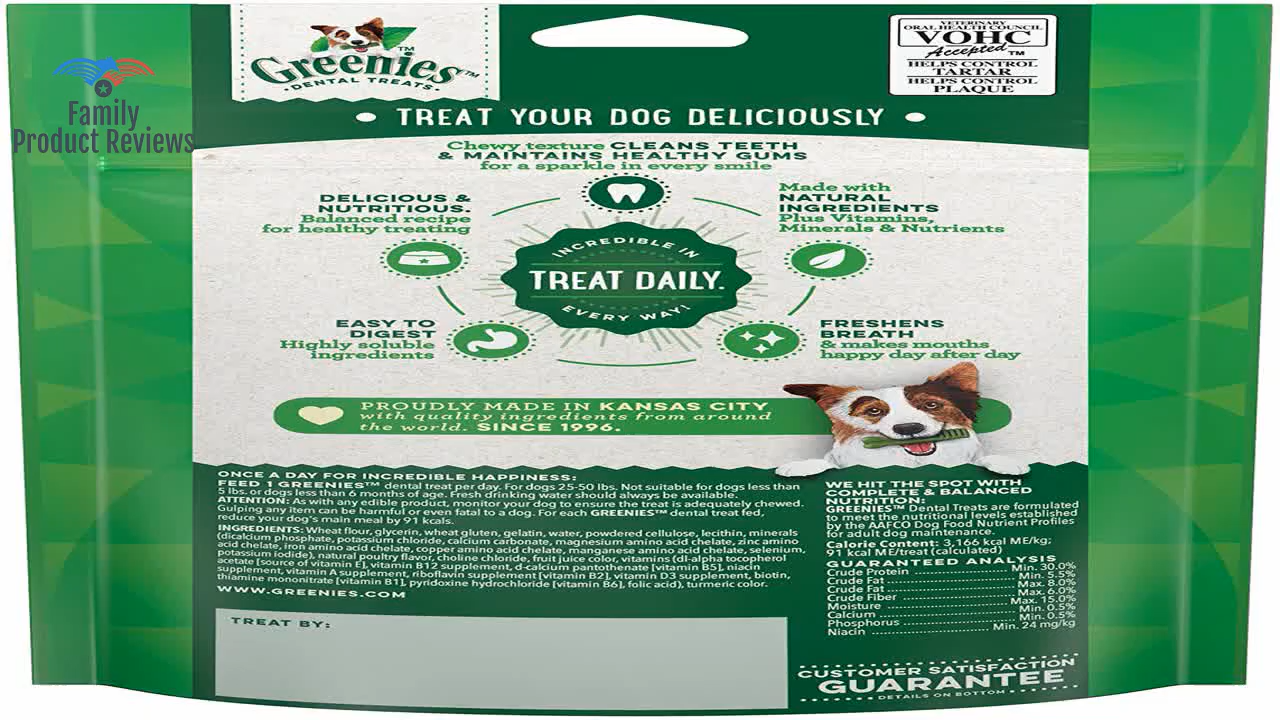 Family
Product Reviews
Greenies™
DENTAL TREATS
VETERINARY
ORAL HEALTH COUNCIL
VOHC
Accepted™
HELPS CONTROL
TARTAR
HELPS CONTROL
PLAQUE
• TREAT YOUR DOG DELICIOUSLY •
Chewy texture CLEANS TEETH
& MAINTAINS HEALTHY GUMS
for a sparkle in every smile
DELICIOUS &
NUTRITIOUS:
Balanced recipe
for healthy treating
Made with
NATURAL
INGREDIENTS
Plus Vitamins,
Minerals & Nutrients
INCREDIBLE IN
TREAT DAILY.
EVERY WAY!
EASY TO
DIGEST
Highly soluble
ingredients
FRESHENS
BREATH
& makes mouths
happy day after day
PROUDLY MADE IN KANSAS CITY
with quality ingredients from around
the world. SINCE 1996.
ONCE A DAY FOR INCREDIBLE HAPPINESS:
FEED 1 GREENIES™ dental treat per day. For dogs 25-50 lbs. Not suitable for dogs less than
5 lbs. or dogs less than 6 months of age. Fresh drinking water should always be available.
ATTENTION: As with any edible product, monitor your dog to ensure the treat is adequately chewed.
Gulping any item can be harmful or even fatal to a dog. For each GREENIES™ dental treat fed,
reduce your dog's main meal by 91 kcals.
INGREDIENTS: Wheat flour, glycerin, wheat gluten, gelatin, water, powdered cellulose, lecithin, minerals
(dicalcium phosphate, potassium chloride, calcium carbonate, magnesium amino acid chelate, zinc amino
acid chelate, iron amino acid chelate, copper amino acid chelate, manganese amino acid chelate, selenium,
potassium iodide), natural poultry flavor, choline chloride, fruit juice color, vitamins (dl-alpha tocopherol
acetate [source of vitamin E], vitamin B12 supplement, d-calcium pantothenate [vitamin B5], niacin
supplement, vitamin A supplement, riboflavin supplement [vitamin B2], vitamin D3 supplement, biotin,
thiamine mononitrate [vitamin B1], pyridoxine hydrochloride [vitamin B6], folic acid), turmeric color.
WWW.GREENIES.COM
TREAT BY:
WE HIT THE SPOT WITH
COMPLETE & BALANCED
NUTRITION:
GREENIES™ Dental Treats are formulated
to meet the nutritional levels established
by the AAFCO Dog Food Nutrient Profiles
for adult dog maintenance.
Calorie Content: 3,166 kcal ME/kg;
91 kcal ME/treat (calculated)
GUARANTEED ANALYSIS
Crude Protein Min. 30.0%
Crude Fat Min. 5.5%
Crude Fat Max. 8.0%
Crude Fiber Max. 6.0%
Moisture Max. 15.0%
Calcium Min. 0.5%
Phosphorus Min. 0.5%
Niacin Min. 24 mg/kg
CUSTOMER SATISFACTION
GUARANTEE
• DETAILS ON BOTTOM •